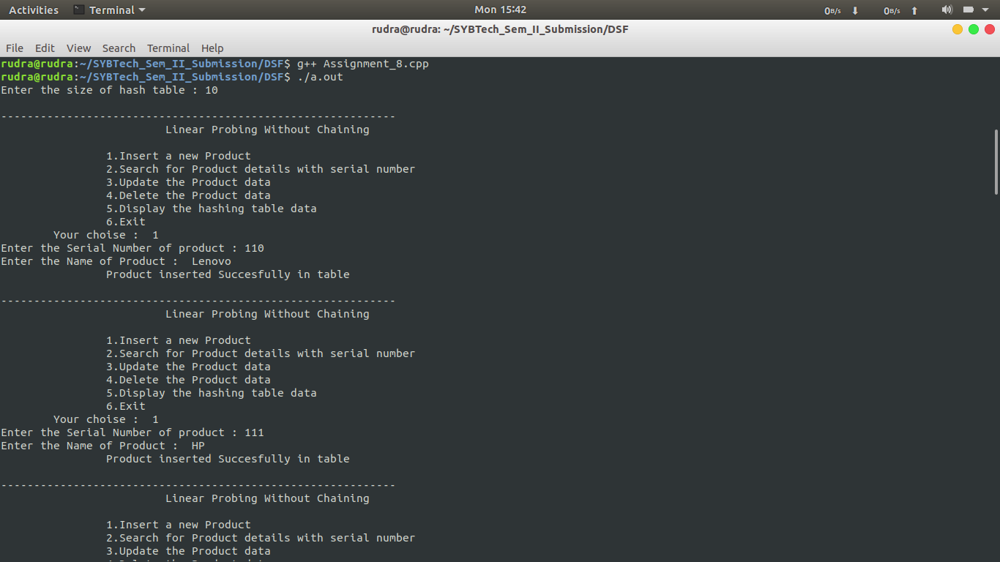 Activities Terminal Mon 15:42 0B/s 0B/s
rudra@rudra: ~/SYBTech_Sem_II_Submission/DSF
File Edit View Search Terminal Help
rudra@rudra:~/SYBTech_Sem_II_Submission/DSF$ g++ Assignment_8.cpp
rudra@rudra:~/SYBTech_Sem_II_Submission/DSF$ ./a.out
Enter the size of hash table : 10
------------------------------------------------------------
Linear Probing Without Chaining
1.Insert a new Product
2.Search for Product details with serial number
3.Update the Product data
4.Delete the Product data
5.Display the hashing table data
6.Exit
Your choise :  1
Enter the Serial Number of product : 110
Enter the Name of Product :  Lenovo
Product inserted Succesfully in table
------------------------------------------------------------
Linear Probing Without Chaining
1.Insert a new Product
2.Search for Product details with serial number
3.Update the Product data
4.Delete the Product data
5.Display the hashing table data
6.Exit
Your choise :  1
Enter the Serial Number of product : 111
Enter the Name of Product :  HP
Product inserted Succesfully in table
------------------------------------------------------------
Linear Probing Without Chaining
1.Insert a new Product
2.Search for Product details with serial number
3.Update the Product data